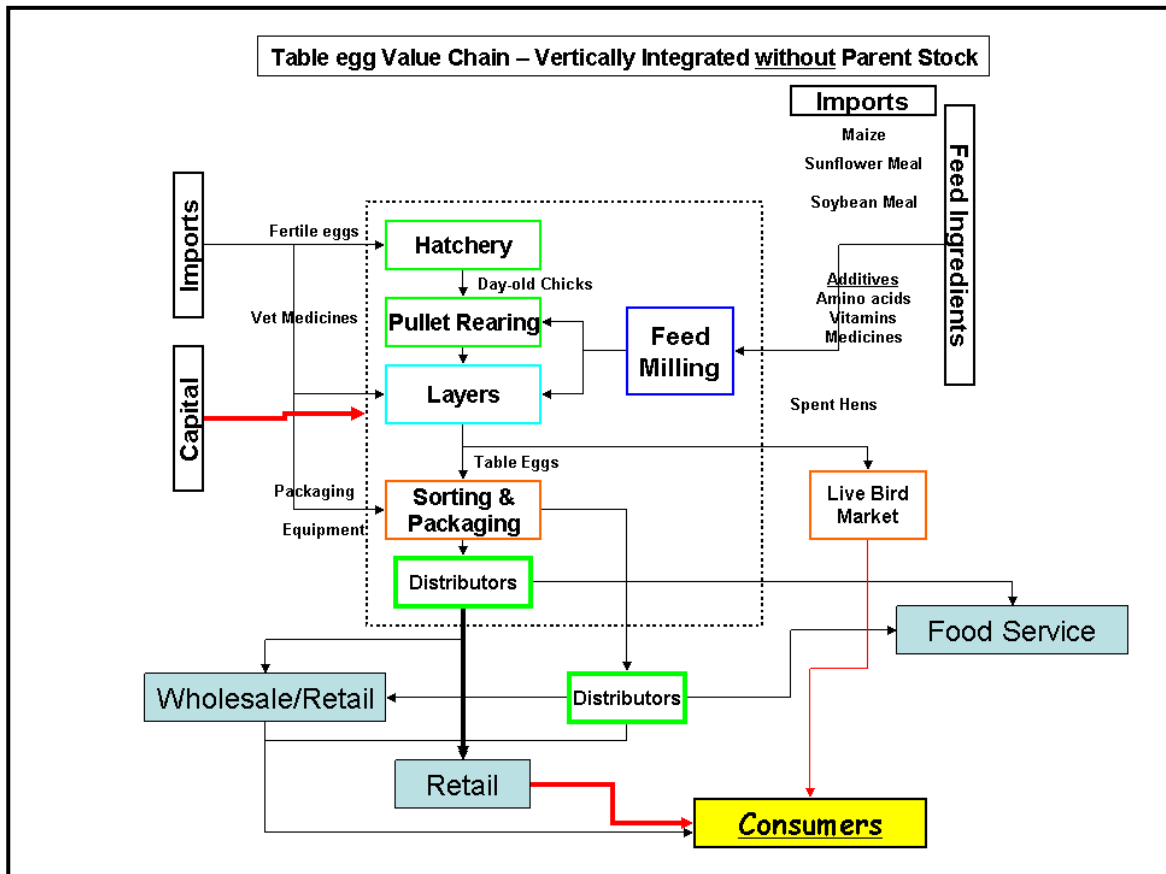 Table egg Value Chain – Vertically Integrated without Parent Stock
Imports
Maize
Sunflower Meal
Soybean Meal
Feed Ingredients
Additives
Amino acids
Vitamins
Medicines
Imports
Fertile eggs
Hatchery
Day-old Chicks
Vet Medicines
Pullet Rearing
Feed
Milling
Capital
Layers
Spent Hens
Table Eggs
Packaging
Equipment
Sorting &
Packaging
Live Bird
Market
Distributors
Food Service
Wholesale/Retail
Distributors
Retail
Consumers